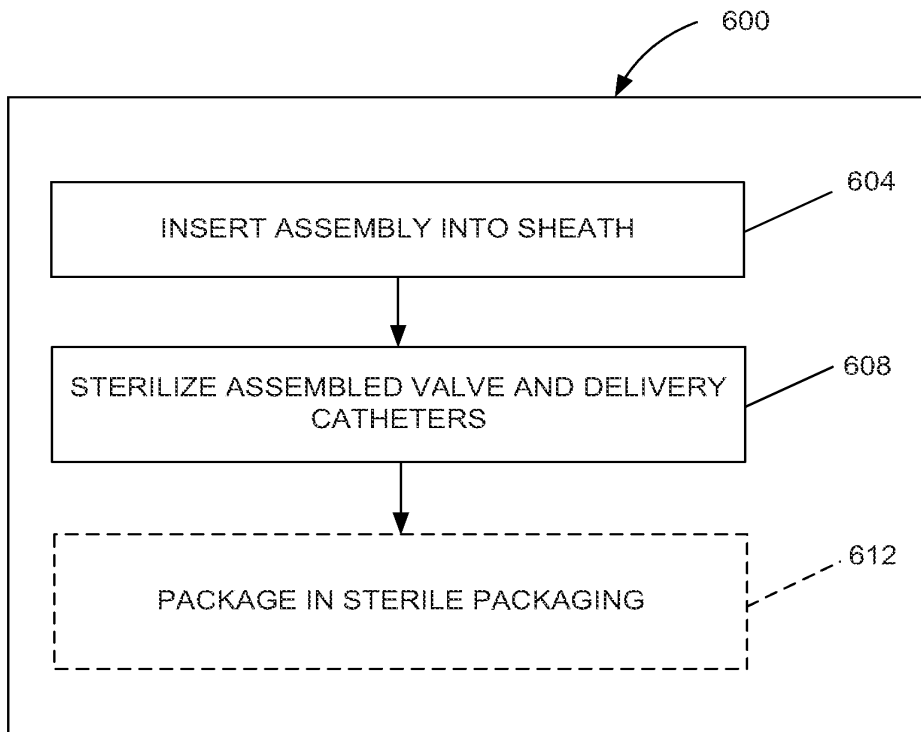 600
604
INSERT ASSEMBLY INTO SHEATH
608
STERILIZE ASSEMBLED VALVE AND DELIVERY
CATHETERS
612
PACKAGE IN STERILE PACKAGING